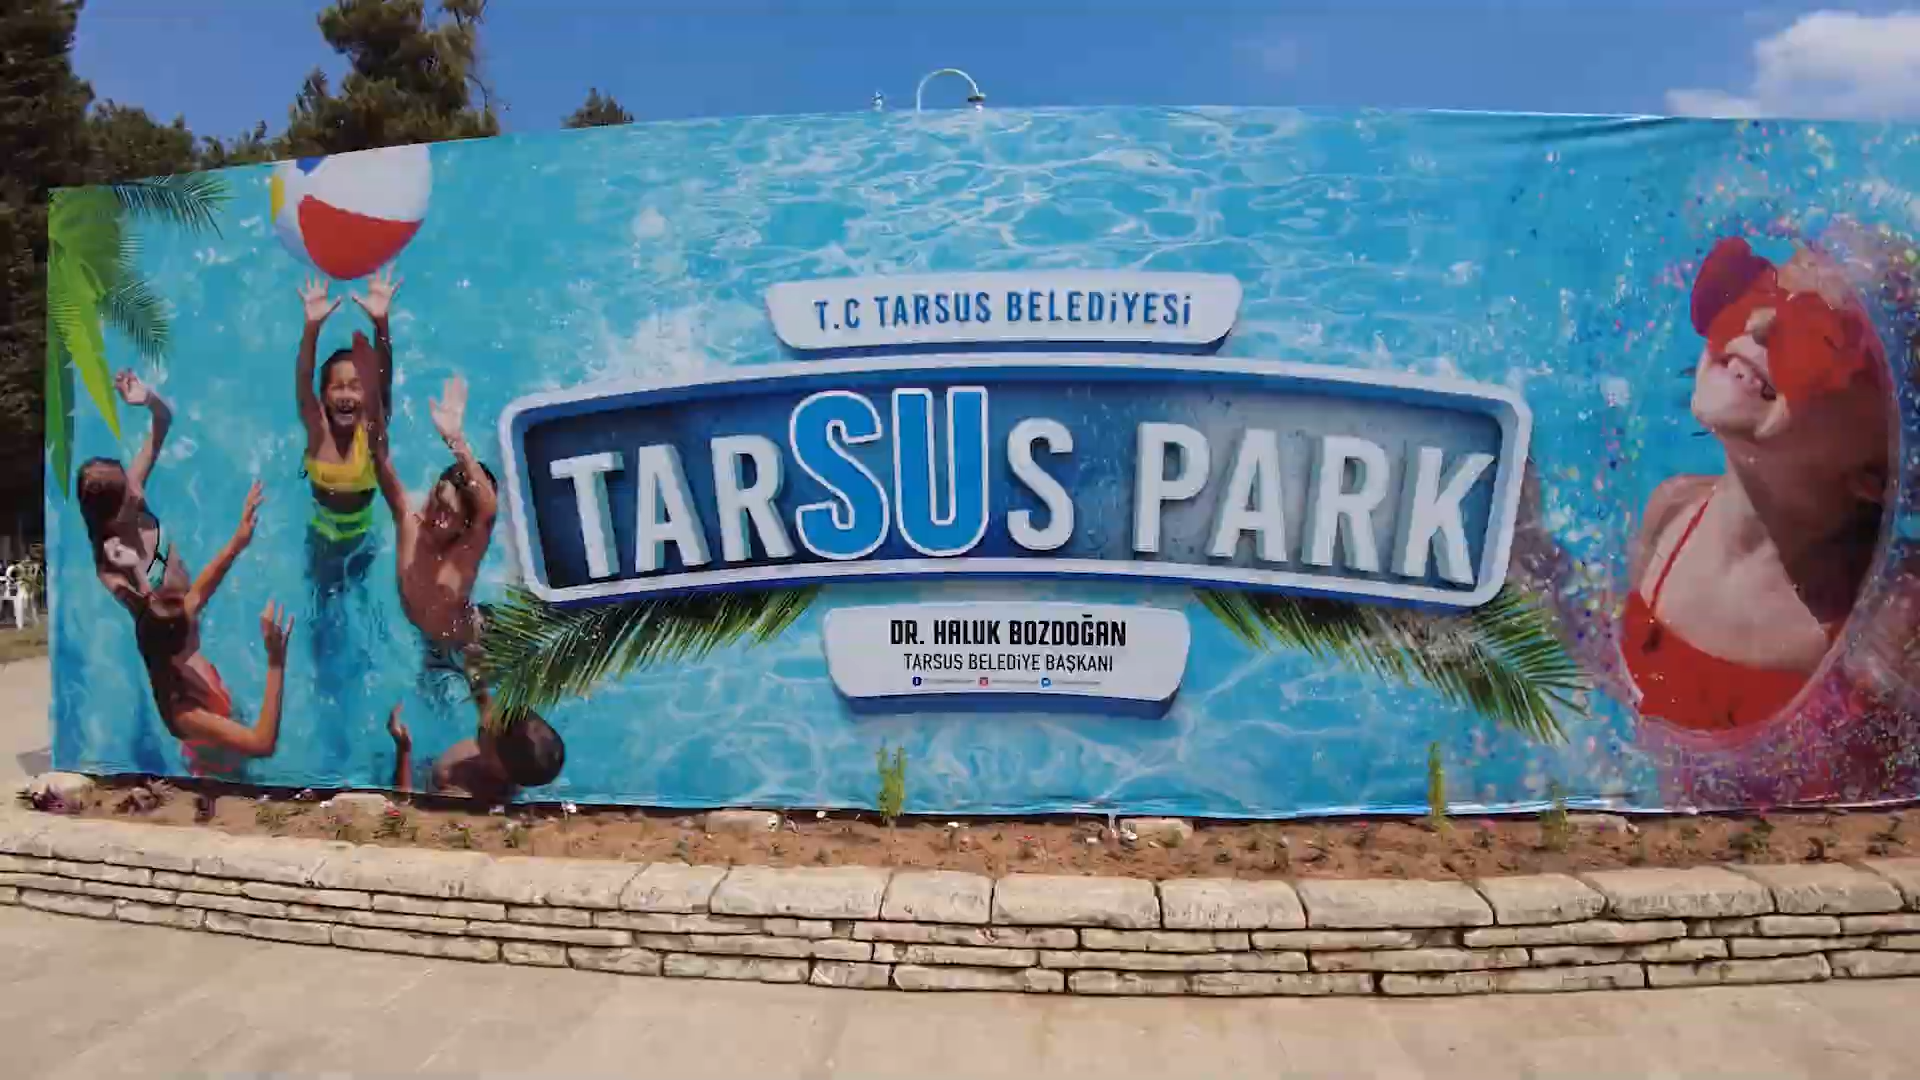 T.C TARSUS BELEDİYESİ
TARSUS PARK
DR. HALUK BOZDOĞAN
TARSUS BELEDİYE BAŞKANI